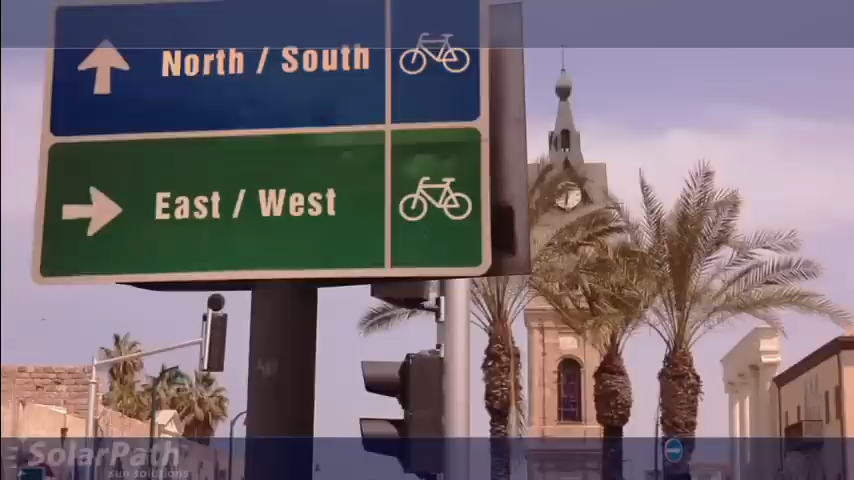 North / South
East / West
SolarPath
sun solutions